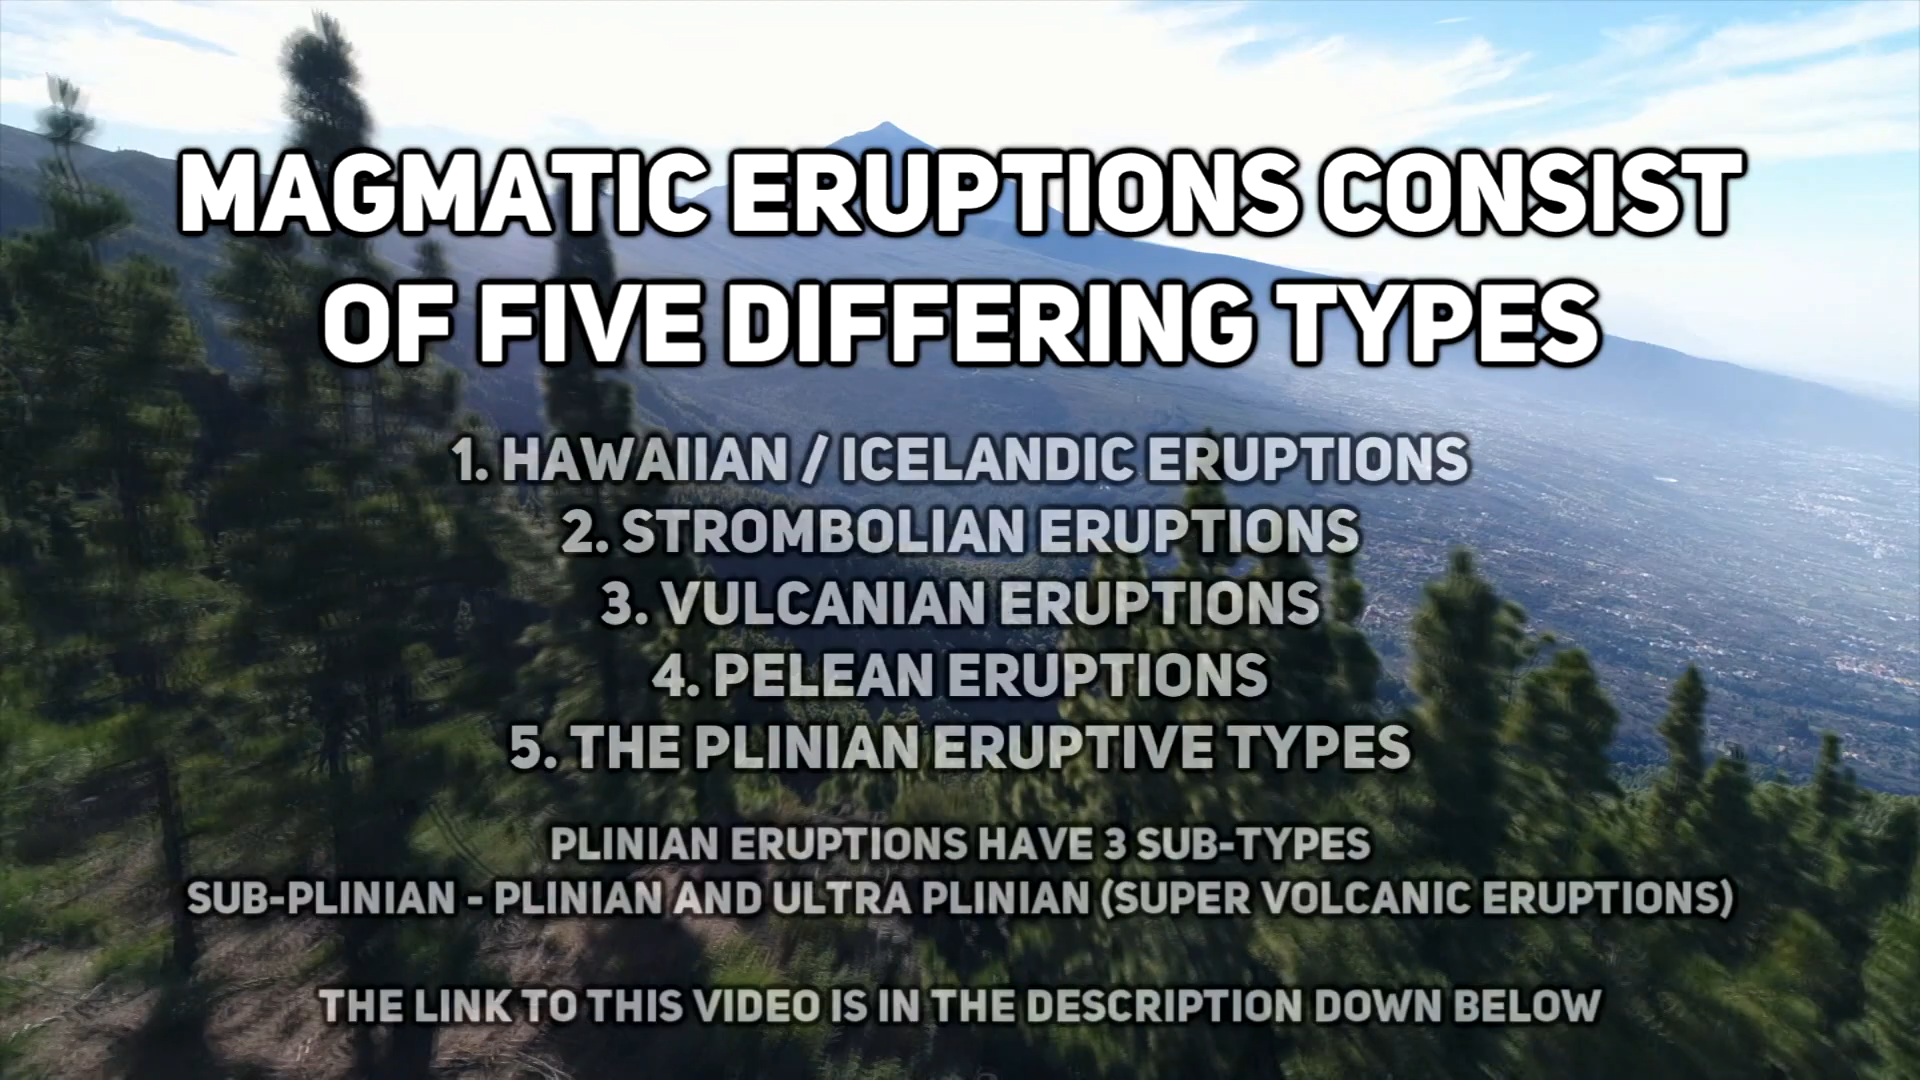 MAGMATIC ERUPTIONS CONSIST
OF FIVE DIFFERING TYPES
1. HAWAIIAN / ICELANDIC ERUPTIONS
2. STROMBOLIAN ERUPTIONS
3. VULCANIAN ERUPTIONS
4. PELEAN ERUPTIONS
5. THE PLINIAN ERUPTIVE TYPES
PLINIAN ERUPTIONS HAVE 3 SUB-TYPES
SUB-PLINIAN - PLINIAN AND ULTRA PLINIAN (SUPER VOLCANIC ERUPTIONS)
THE LINK TO THIS VIDEO IS IN THE DESCRIPTION DOWN BELOW